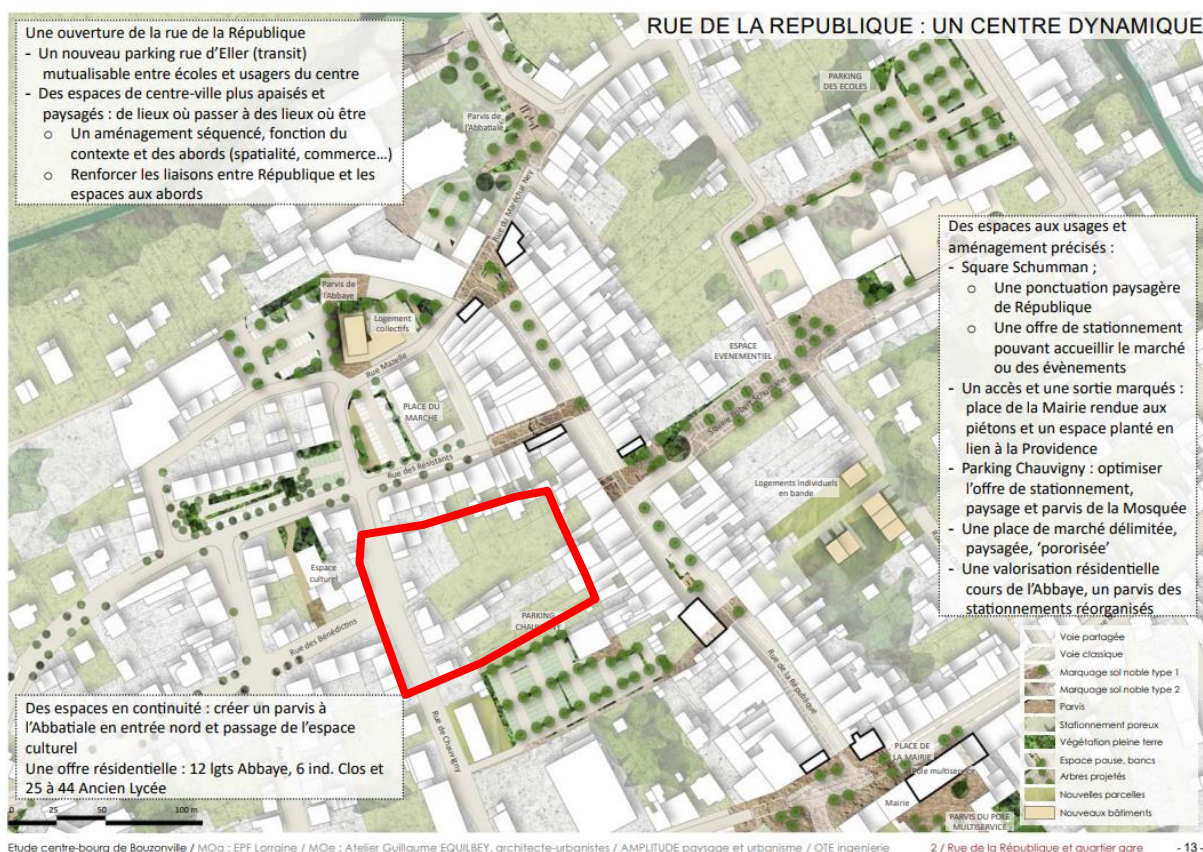 RUE DE LA REPUBLIQUE : UN CENTRE DYNAMIQUE
Une ouverture de la rue de la République
- Un nouveau parking rue d'Eller (transit)
mutualisable entre écoles et usagers du centre
- Des espaces de centre-ville plus apaisés et
paysagés : de lieux où passer à des lieux où être
o Un aménagement séquencé, fonction du
contexte et des abords (spatialité, commerce…)
o Renforcer les liaisons entre République et les
espaces aux abords
PARKING
DES ECOLES
Parvis de
l'Abbatiale
Rue du Maréchal Ney
Parvis de
l'Abbaye
Logement
collectifs
Rue Mazelle
PLACE DU
MARCHE
Rue des Résistants
ESPACE
EVENEMENTIEL
Square Robert Schumann
Logements individuels
en bande
Espace
culturel
Rue des Bénédictins
PARKING
Rue de Chauvigny
Rue de la République
PLACE DE
LA MAIRIE
Pôle multiservice
Mairie
PARVIS DU POLE
MULTISERVICE
Des espaces aux usages et
aménagement précisés :
- Square Schumman ;
o Une ponctuation paysagère
de République
o Une offre de stationnement
pouvant accueillir le marché
ou des évènements
- Un accès et une sortie marqués :
place de la Mairie rendue aux
piétons et un espace planté en
lien à la Providence
- Parking Chauvigny : optimiser
l'offre de stationnement,
paysage et parvis de la Mosquée
- Une place de marché délimitée,
paysagée, 'pororisée'
- Une valorisation résidentielle
cours de l'Abbaye, un parvis des
stationnements réorganisés
Voie partagée
Voie classique
Marquage sol noble type 1
Marquage sol noble type 2
Parvis
Stationnement poreux
Végétation pleine terre
Espace pause, bancs
Arbres projetés
Nouvelles parcelles
Nouveaux bâtiments
Des espaces en continuité : créer un parvis à
l'Abbatiale en entrée nord et passage de l'espace
culturel
Une offre résidentielle : 12 lgts Abbaye, 6 ind. Clos et
25 à 44 Ancien Lycée
0 25 50 100 m
Etude centre-bourg de Bouzonville / MOa : EPF Lorraine / MOe : Atelier Guillaume EQUILBEY, architecte-urbanistes / AMPLITUDE paysage et urbanisme / OTE ingenierie
2 / Rue de la République et quartier gare
- 13 -